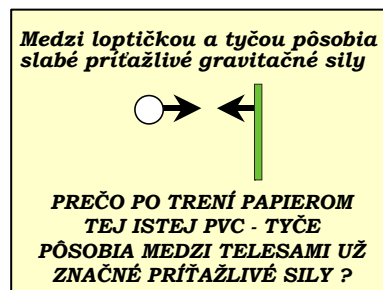 Medzi loptičkou a tyčou pôsobia
slabé príťažlivé gravitačné sily
PREČO PO TRENÍ PAPIEROM
TEJ ISTEJ PVC - TYČE
PÔSOBIA MEDZI TELESAMI UŽ
ZNAČNÉ PRÍŤAŽLIVÉ SILY ?